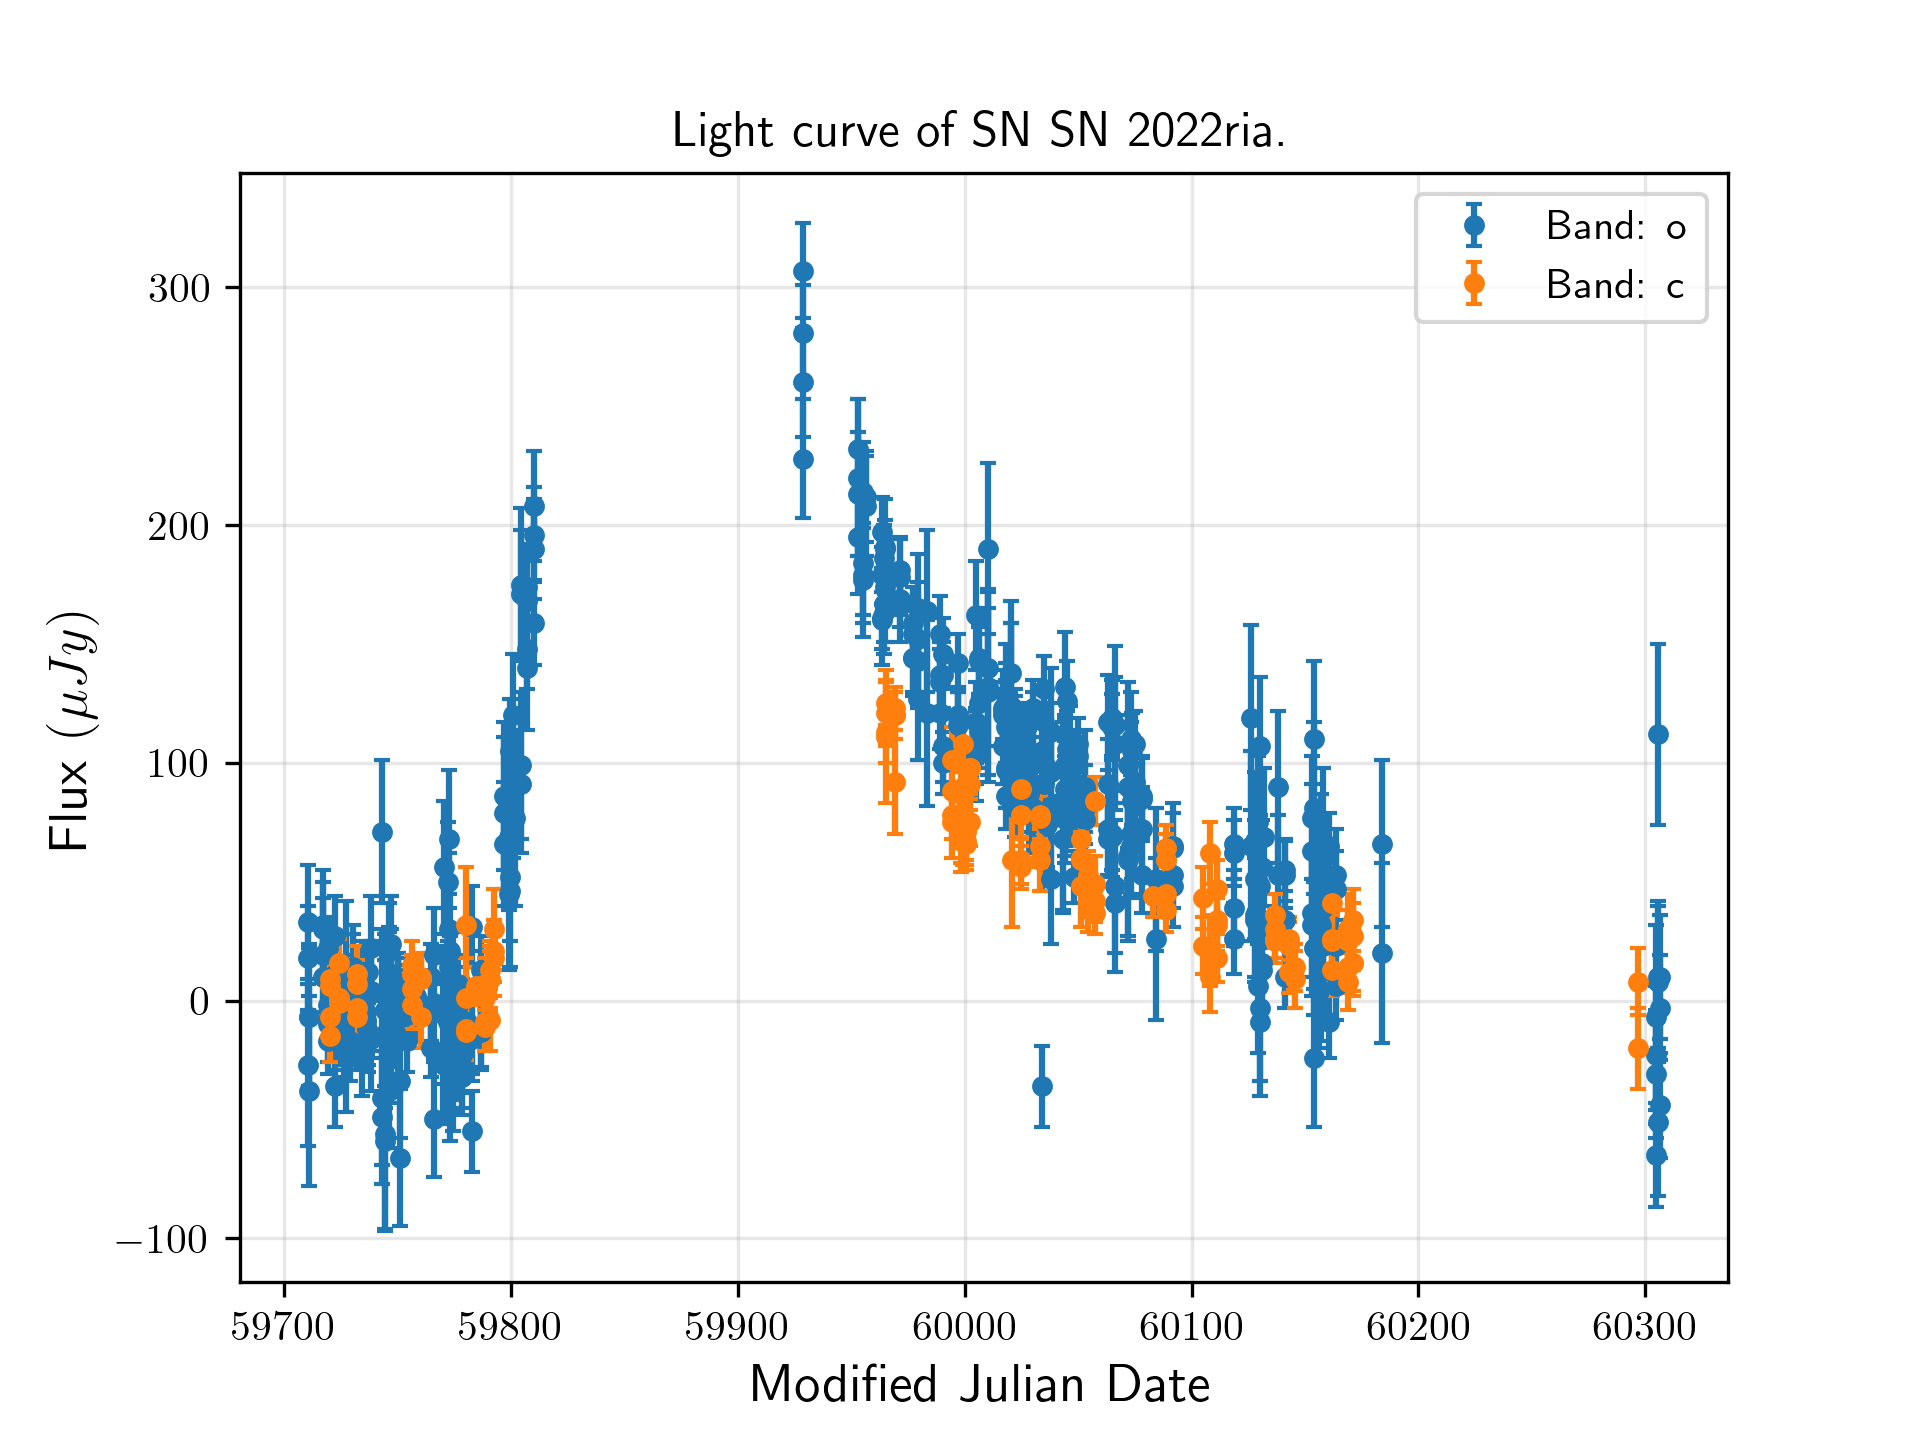 Light curve of SN SN 2022ria.
Band: o
Band: c
300
200
100
0
−100
Flux (μJy)
59700 59800 59900 60000 60100 60200 60300
Modified Julian Date